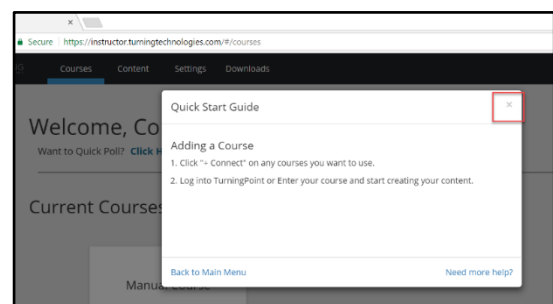 ×
Secure https://instructor.turningtechnologies.com/#/courses
Courses Content Settings Downloads
Quick Start Guide ×
Welcome, Co
Adding a Course
Want to Quick Poll? Click H
1. Click "+ Connect" on any courses you want to use.
2. Log into TurningPoint or Enter your course and start creating your content.
Current Courses
Back to Main Menu Need more help?
Manual Course